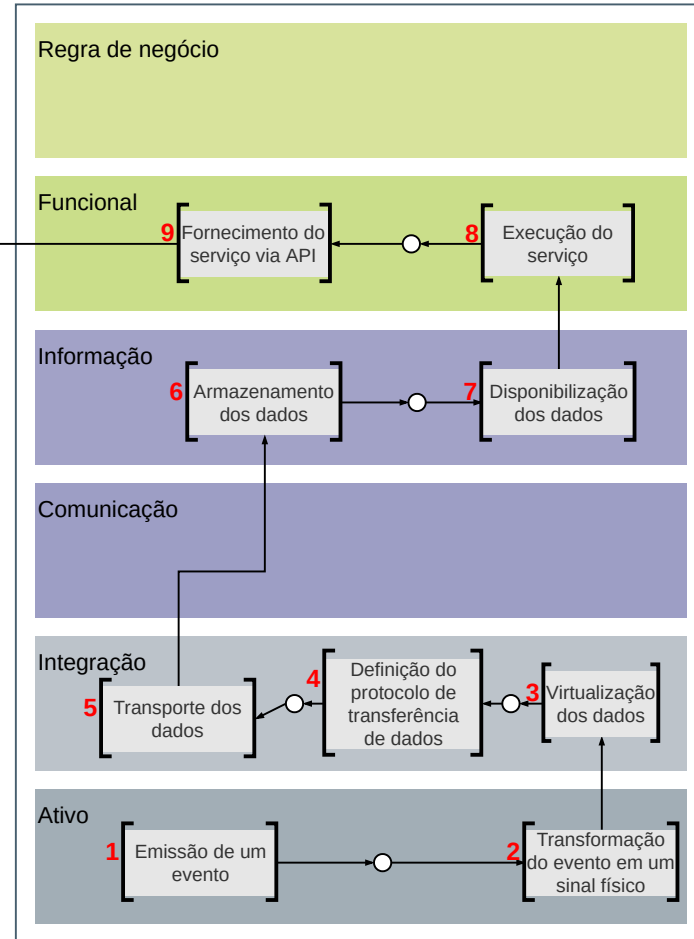 Regra de negócio
Funcional
9
Fornecimento do
serviço via API
8
Execução do
serviço
Informação
6
Armazenamento
dos dados
7
Disponibilização
dos dados
Comunicação
Integração
5
Transporte dos
dados
4
Definição do
protocolo de
transferência
de dados
3
Virtualização
dos dados
Ativo
1
Emissão de um
evento
2
Transformação
do evento em um
sinal físico